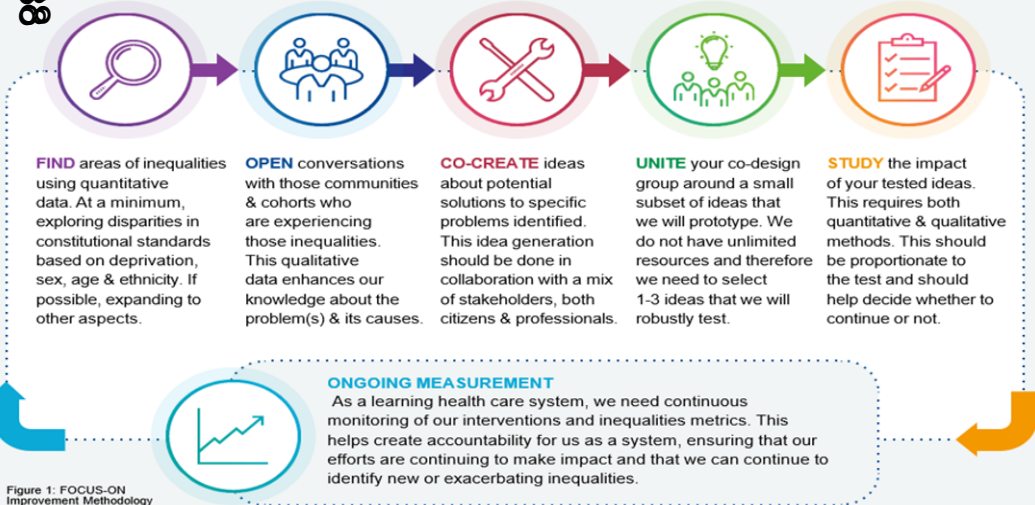 FIND areas of inequalities
using quantitative
data. At a minimum,
exploring disparities in
constitutional standards
based on deprivation,
sex, age & ethnicity. If
possible, expanding to
other aspects.
OPEN conversations
with those communities
& cohorts who
are experiencing
those inequalities.
This qualitative
data enhances our
knowledge about the
problem(s) & its causes.
CO-CREATE ideas
about potential
solutions to specific
problems identified.
This idea generation
should be done in
collaboration with a mix
of stakeholders, both
citizens & professionals.
UNITE your co-design
group around a small
subset of ideas that
we will prototype. We
do not have unlimited
resources and therefore
we need to select
1-3 ideas that we will
robustly test.
STUDY the impact
of your tested ideas.
This requires both
quantitative & qualitative
methods. This should
be proportionate to
the test and should
help decide whether to
continue or not.
ONGOING MEASUREMENT
As a learning health care system, we need continuous
monitoring of our interventions and inequalities metrics. This
helps create accountability for us as a system, ensuring that our
efforts are continuing to make impact and that we can continue to
identify new or exacerbating inequalities.
Figure 1: FOCUS-ON
Improvement Methodology